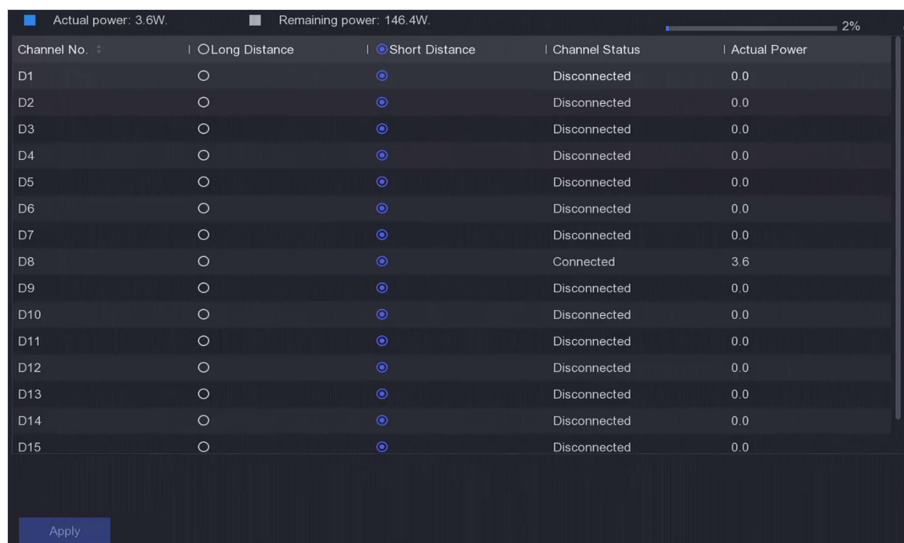 Actual power: 3.6W. Remaining power: 146.4W. 2%
Channel No. Long Distance Short Distance Channel Status Actual Power
D1 Disconnected 0.0
D2 Disconnected 0.0
D3 Disconnected 0.0
D4 Disconnected 0.0
D5 Disconnected 0.0
D6 Disconnected 0.0
D7 Disconnected 0.0
D8 Connected 3.6
D9 Disconnected 0.0
D10 Disconnected 0.0
D11 Disconnected 0.0
D12 Disconnected 0.0
D13 Disconnected 0.0
D14 Disconnected 0.0
D15 Disconnected 0.0
Apply